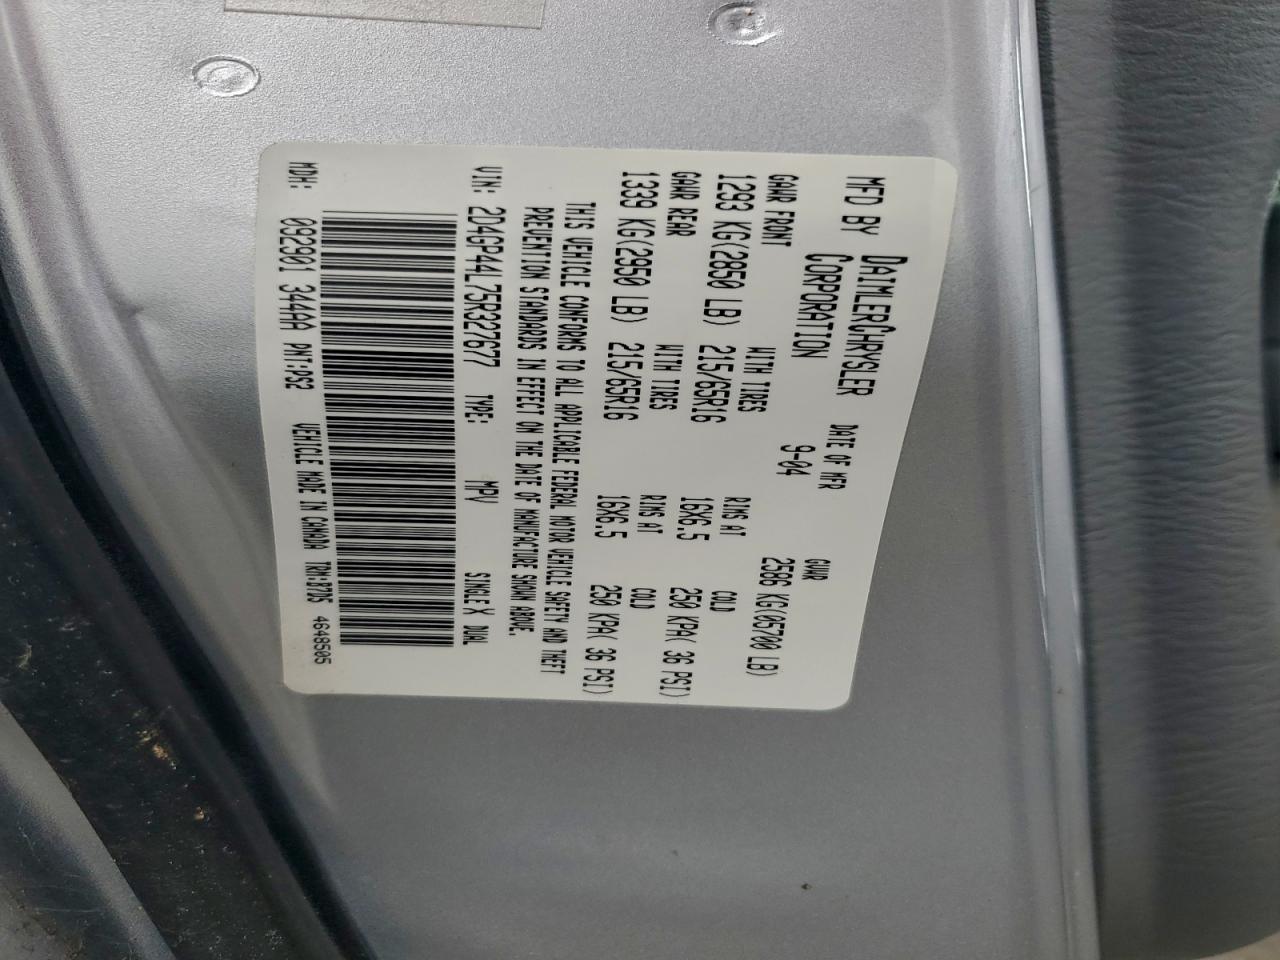 MFD BY DAIMLERCHRYSLER CORPORATION DATE OF MFR 9-04 GVWR 2586 KG(05700 LB)
GAWR FRONT WITH TIRES RIMS AT COLD
1293 KG(2850 LB) 215/65R16 16X6.5 250 KPA( 36 PSI)
GAWR REAR WITH TIRES RIMS AT COLD
1339 KG(2950 LB) 215/65R16 16X6.5 250 KPA( 36 PSI)
THIS VEHICLE CONFORMS TO ALL APPLICABLE FEDERAL MOTOR VEHICLE SAFETY AND THEFT
PREVENTION STANDARDS IN EFFECT ON THE DATE OF MANUFACTURE SHOWN ABOVE.
VIN: 2D4GP44L75R327677 TYPE: MPV SINGLE X DUAL
MDH: 092901 344AA PNT:PS2 VEHICLE MADE IN CANADA TRM:B7D5 4648505